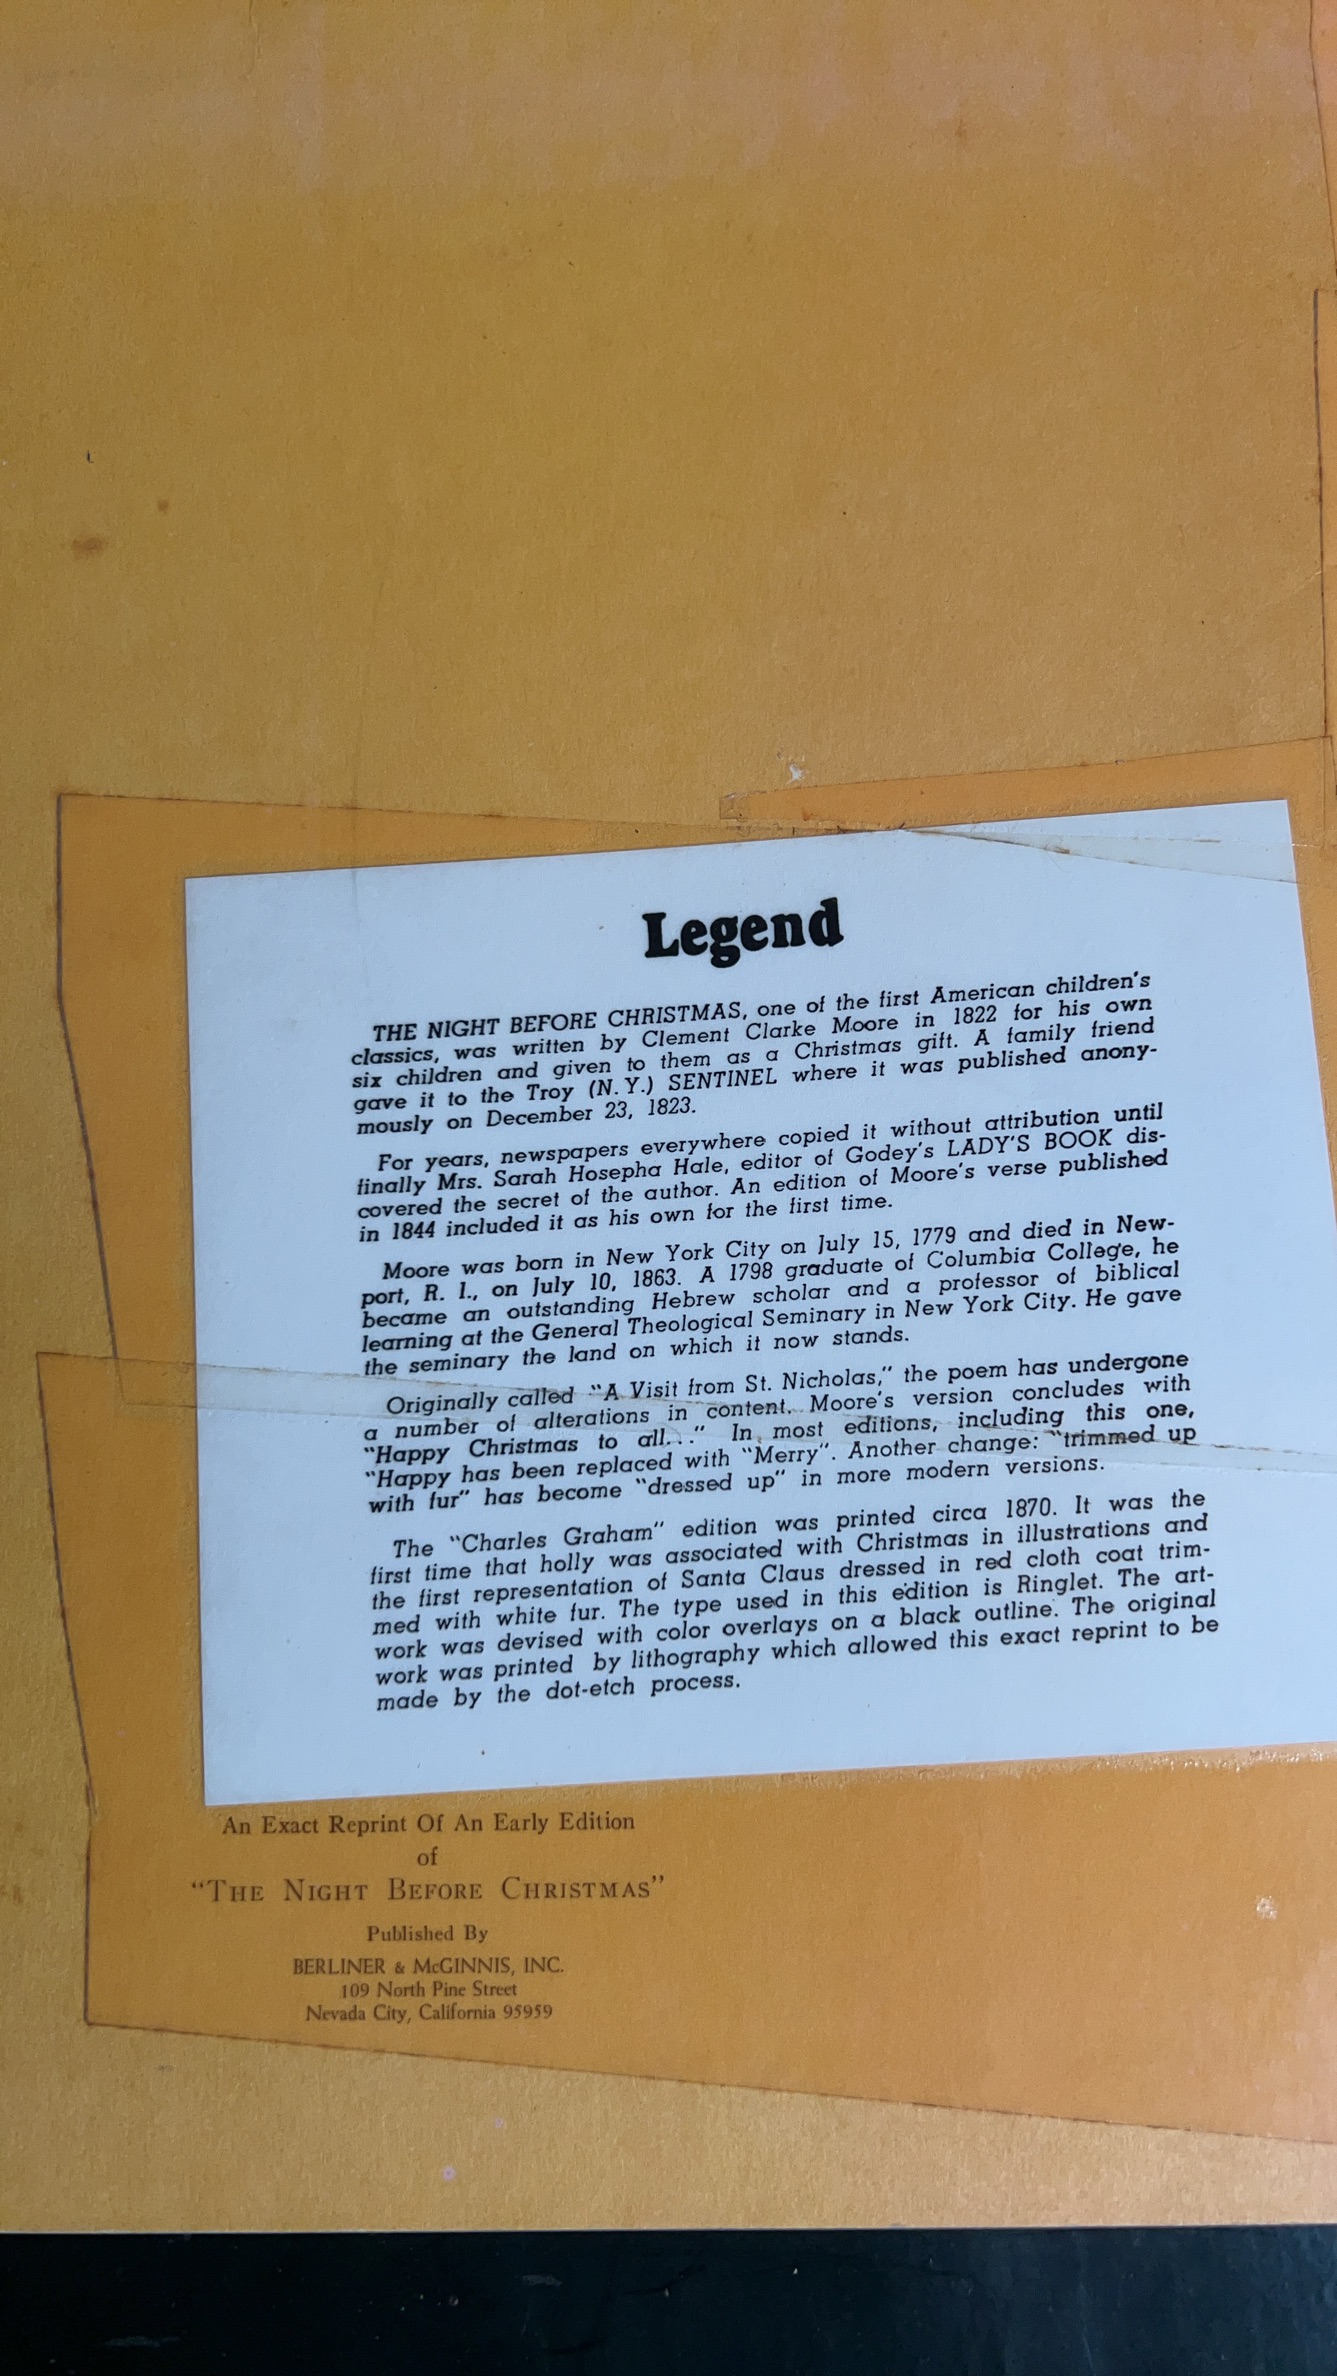 Legend
THE NIGHT BEFORE CHRISTMAS, one of the first American children's
classics, was written by Clement Clarke Moore in 1822 for his own
six children and given to them as a Christmas gift. A family friend
gave it to the Troy (N.Y.) SENTINEL where it was published anony-
mously on December 23, 1823.
For years, newspapers everywhere copied it without attribution until
finally Mrs. Sarah Hosepha Hale, editor of Godey's LADY'S BOOK dis-
covered the secret of the author. An edition of Moore's verse published
in 1844 included it as his own for the first time.
Moore was born in New York City on July 15, 1779 and died in New-
port, R. I., on July 10, 1863. A 1798 graduate of Columbia College, he
became an outstanding Hebrew scholar and a professor of biblical
learning at the General Theological Seminary in New York City. He gave
the seminary the land on which it now stands.
Originally called "A Visit from St. Nicholas," the poem has undergone
a number of alterations in content. Moore's version concludes with
"Happy Christmas to all..." In most editions, including this one,
"Happy has been replaced with "Merry". Another change: "trimmed up
with fur" has become "dressed up" in more modern versions.
The "Charles Graham" edition was printed circa 1870. It was the
first time that holly was associated with Christmas in illustrations and
the first representation of Santa Claus dressed in red cloth coat trim-
med with white fur. The type used in this edition is Ringlet. The art-
work was devised with color overlays on a black outline. The original
work was printed by lithography which allowed this exact reprint to be
made by the dot-etch process.
An Exact Reprint Of An Early Edition
of
"THE NIGHT BEFORE CHRISTMAS"
Published By
BERLINER & McGINNIS, INC.
109 North Pine Street
Nevada City, California 95959